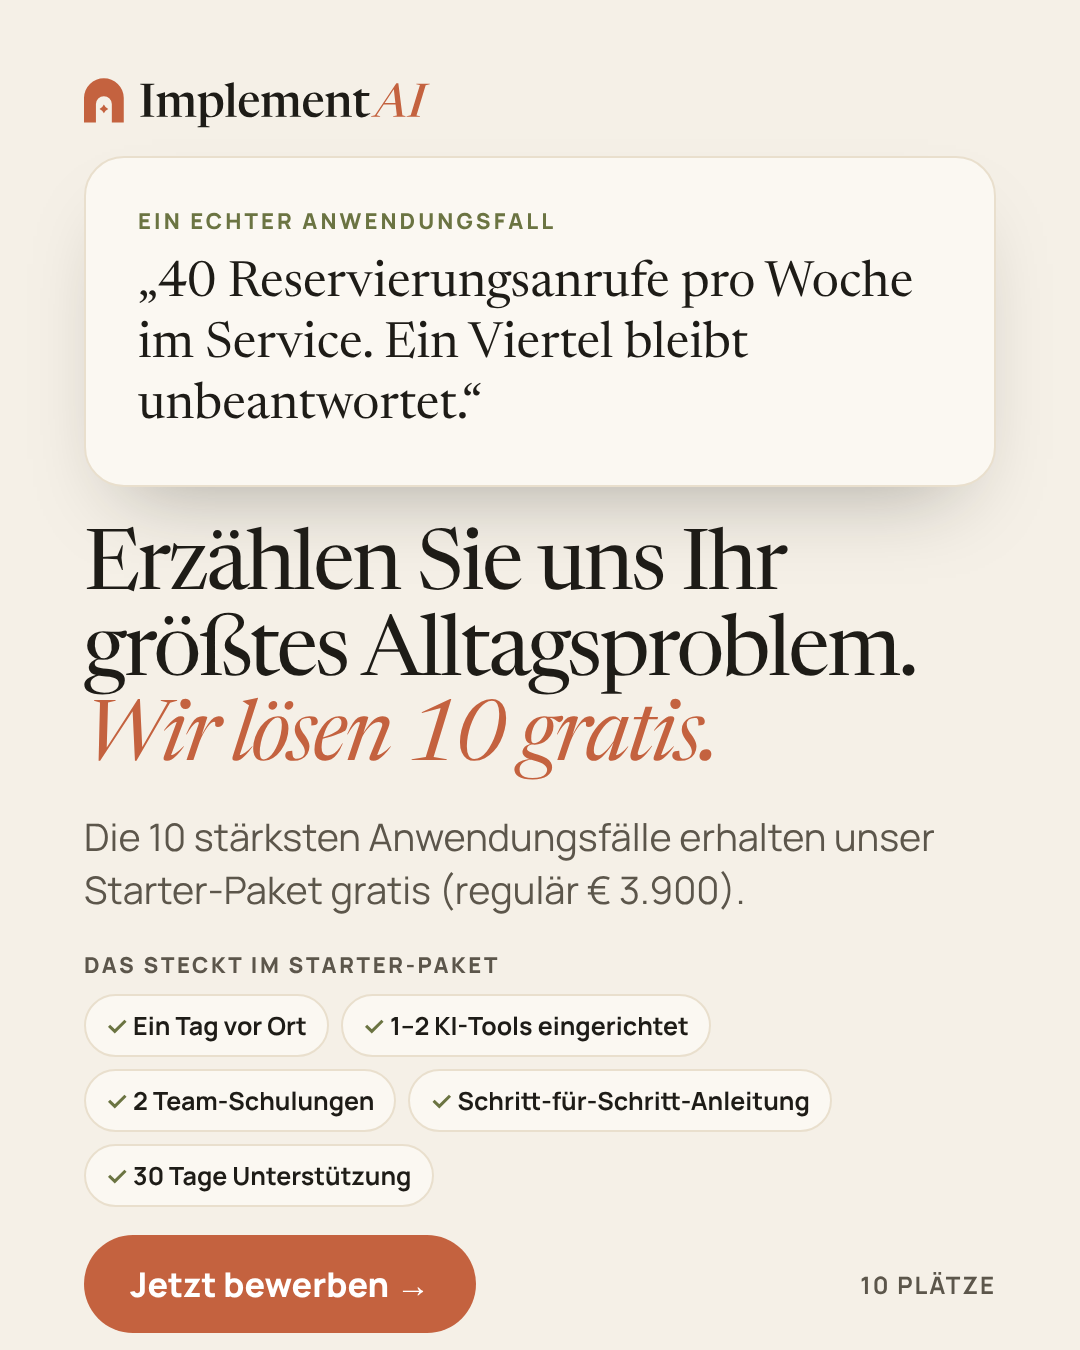 ImplementAI
EIN ECHTER ANWENDUNGSFALL
„40 Reservierungsanrufe pro Woche
im Service. Ein Viertel bleibt
unbeantwortet.“
Erzählen Sie uns Ihr
größtes Alltagsproblem.
Wir lösen 10 gratis.
Die 10 stärksten Anwendungsfälle erhalten unser
Starter-Paket gratis (regulär € 3.900).
DAS STECKT IM STARTER-PAKET
✓ Ein Tag vor Ort ✓ 1–2 KI-Tools eingerichtet
✓ 2 Team-Schulungen ✓ Schritt-für-Schritt-Anleitung
✓ 30 Tage Unterstützung
Jetzt bewerben → 10 PLÄTZE